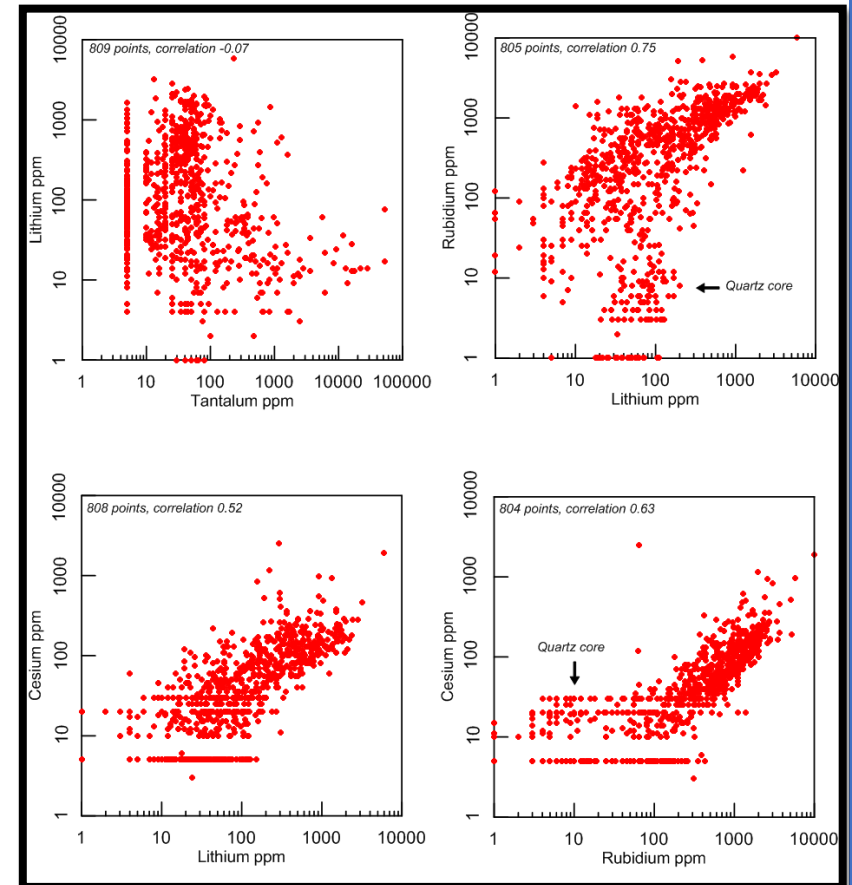 809 points, correlation -0.07
10000
1000
100
10
1
Lithium ppm
1 10 100 1000 10000 100000
Tantalum ppm
805 points, correlation 0.75
10000
1000
100
10
1
Rubidium ppm
Quartz core
1 10 100 1000 10000
Lithium ppm
808 points, correlation 0.52
10000
1000
100
10
1
Cesium ppm
1 10 100 1000 10000
Lithium ppm
804 points, correlation 0.63
10000
1000
100
10
1
Cesium ppm
Quartz core
1 10 100 1000 10000
Rubidium ppm